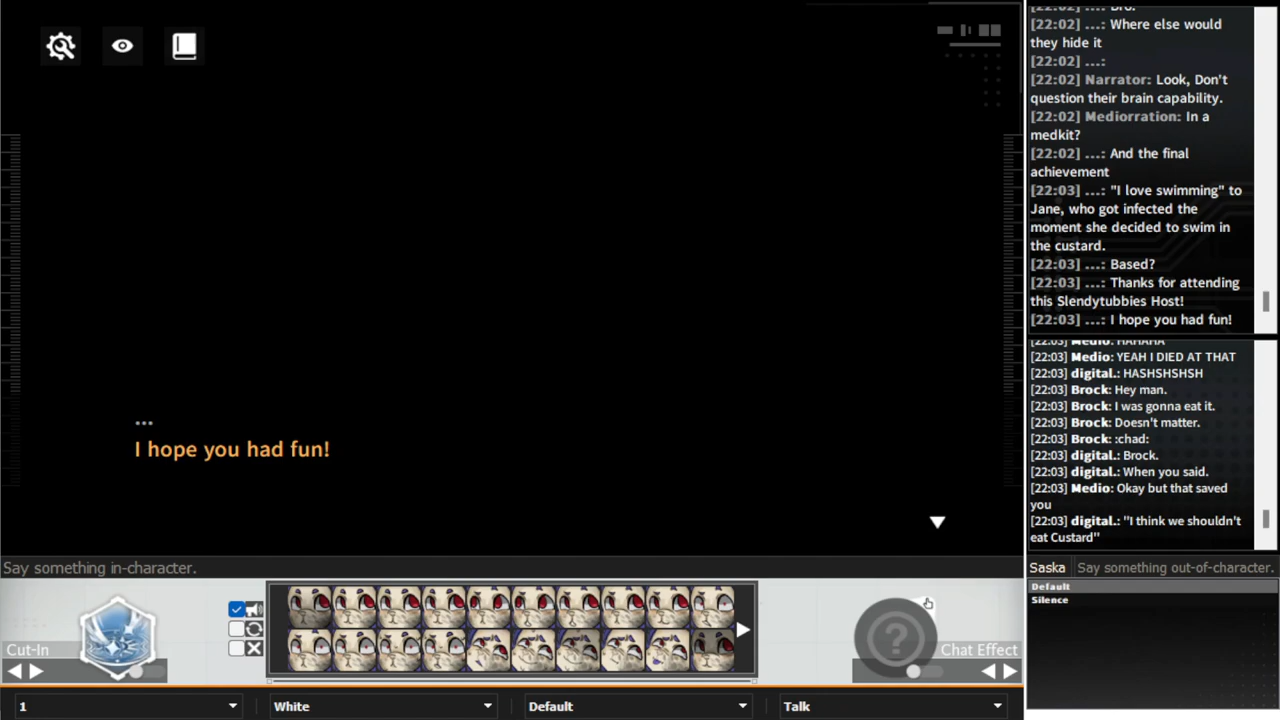 ...
I hope you had fun!
Say something in-character.
Cut-In
Chat Effect
1
White
Default
Talk
[22:02] ...: Bro.
[22:02] ...: Where else would
they hide it
[22:02] ...:
[22:02] Narrator: Look, Don't
question their brain capability.
[22:02] Mediorration: In a
medkit?
[22:02] ...: And the final
achievement
[22:03] ...: "I love swimming" to
Jane, who got infected the
moment she decided to swim in
the custard.
[22:03] ...: Based?
[22:03] ...: Thanks for attending
this Slendytubbies Host!
[22:03] ...: I hope you had fun!
[22:03] Medio: HAHAHA
[22:03] Medio: YEAH I DIED AT THAT
[22:03] digital.: HASHSHSHSH
[22:03] Brock: Hey man.
[22:03] Brock: I was gonna eat it.
[22:03] Brock: Doesn't matter.
[22:03] Brock: :chad:
[22:03] digital.: Brock.
[22:03] digital.: When you said.
[22:03] Medio: Okay but that saved
you
[22:03] digital.: "I think we shouldn't
eat Custard"
Saska
Say something out-of-character.
Default
Silence